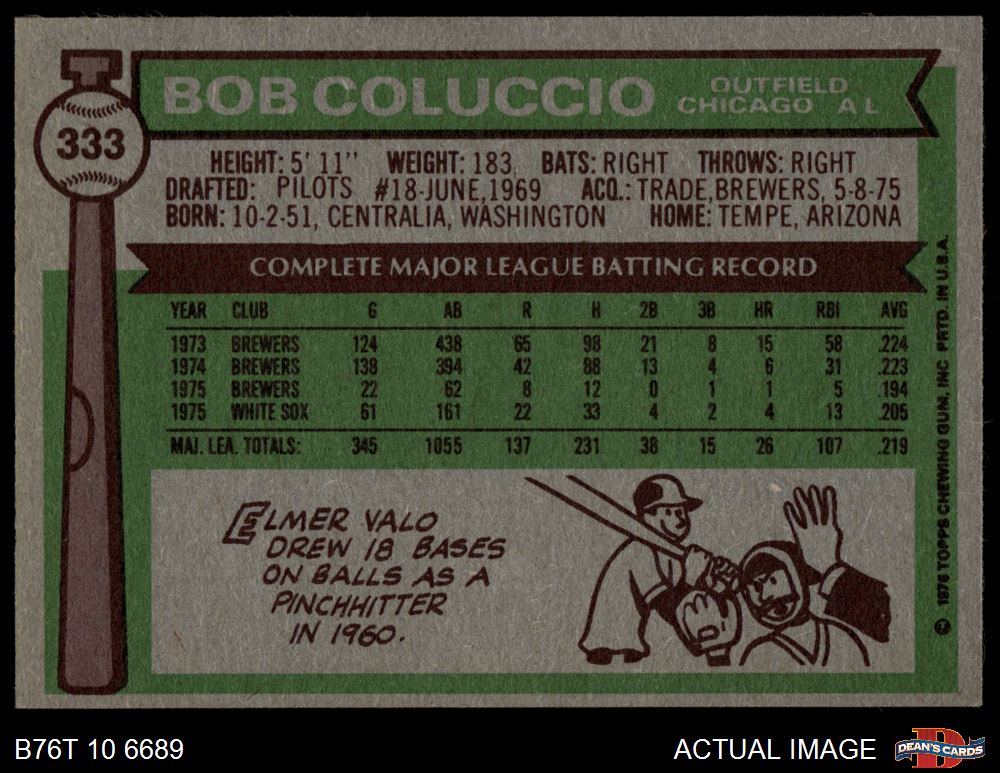 BOB COLUCCIO
OUTFIELD
CHICAGO A L
333
HEIGHT: 5' 11" WEIGHT: 183 BATS: RIGHT THROWS: RIGHT
DRAFTED: PILOTS #18-JUNE,1969 ACQ.: TRADE,BREWERS, 5-8-75
BORN: 10-2-51, CENTRALIA, WASHINGTON HOME: TEMPE, ARIZONA
COMPLETE MAJOR LEAGUE BATTING RECORD
YEAR CLUB G AB R H 2B 3B HR RBI AVG
1973 BREWERS 124 438 65 98 21 8 15 58 .224
1974 BREWERS 138 394 42 88 13 4 6 31 .223
1975 BREWERS 22 62 8 12 0 1 1 5 .194
1975 WHITE SOX 61 161 22 33 4 2 4 13 .205
MAJ. LEA. TOTALS: 345 1055 137 231 38 15 26 107 .219
ELMER VALO
DREW 18 BASES
ON BALLS AS A
PINCHHITTER
IN 1960.
© 1976 TOPPS CHEWING GUM, INC PRTD. IN U.S.A.
B76T 10 6689
ACTUAL IMAGE
DEAN'S CARDS